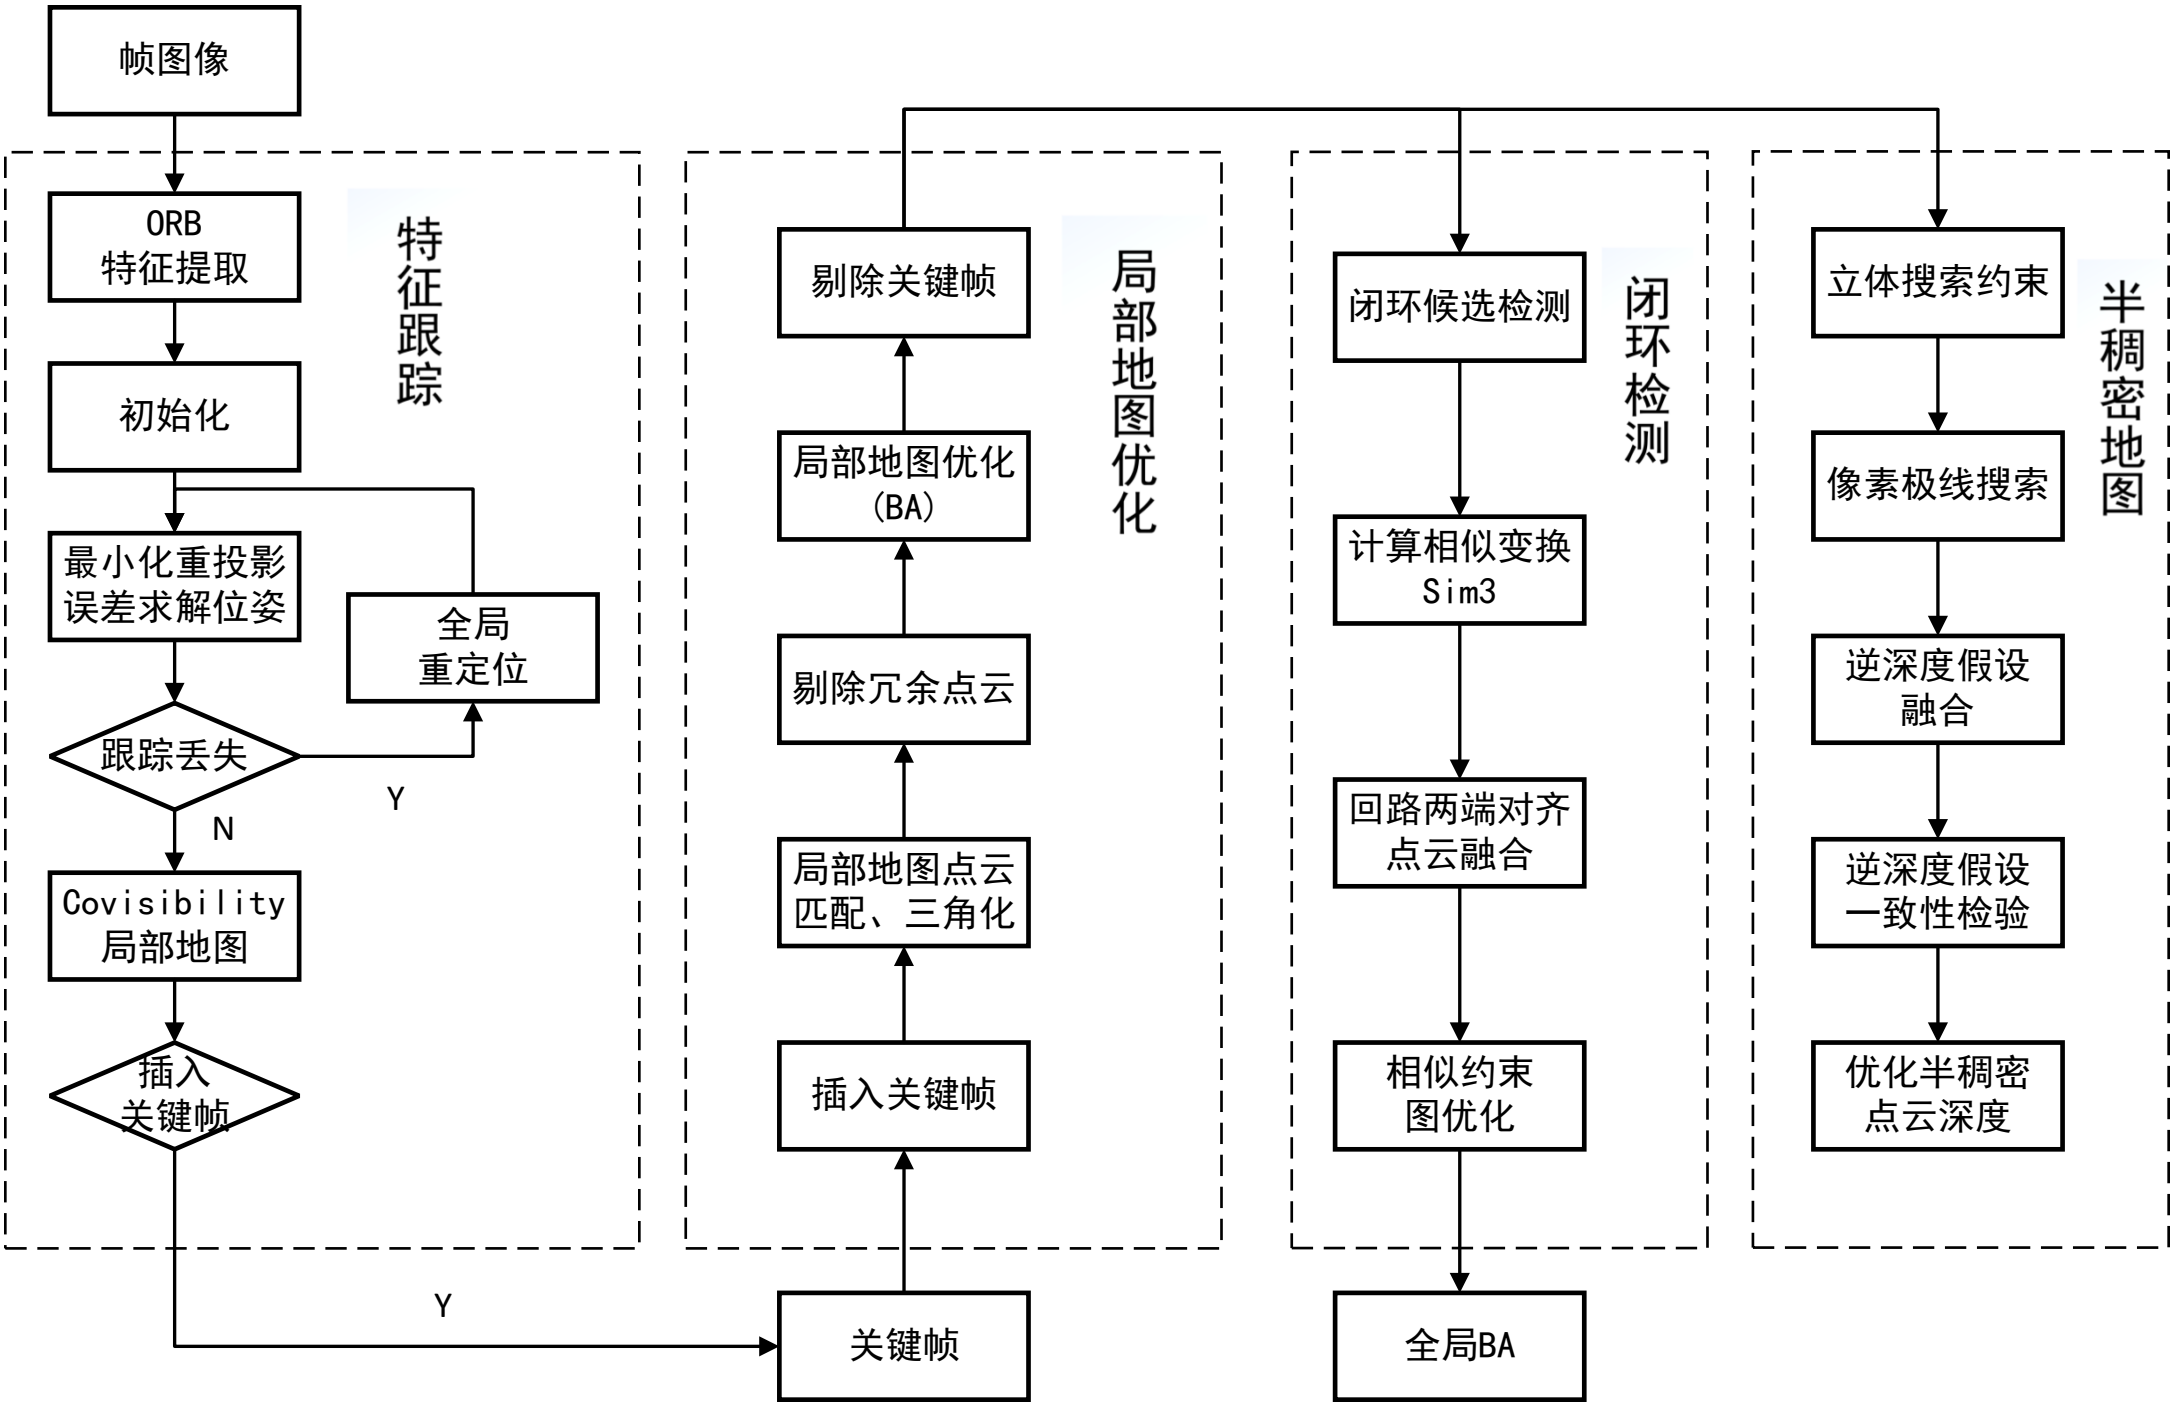 帧图像
ORB
特征提取
初始化
最小化重投影
误差求解位姿
全局
重定位
跟踪丢失
Y
N
Covisibility
局部地图
插入
关键帧
Y
特征跟踪
剔除关键帧
局部地图优化
(BA)
剔除冗余点云
局部地图点云
匹配、三角化
插入关键帧
关键帧
局部地图优化
闭环候选检测
计算相似变换
Sim3
回路两端对齐
点云融合
相似约束
图优化
全局BA
闭环检测
立体搜索约束
像素极线搜索
逆深度假设
融合
逆深度假设
一致性检验
优化半稠密
点云深度
半稠密地图